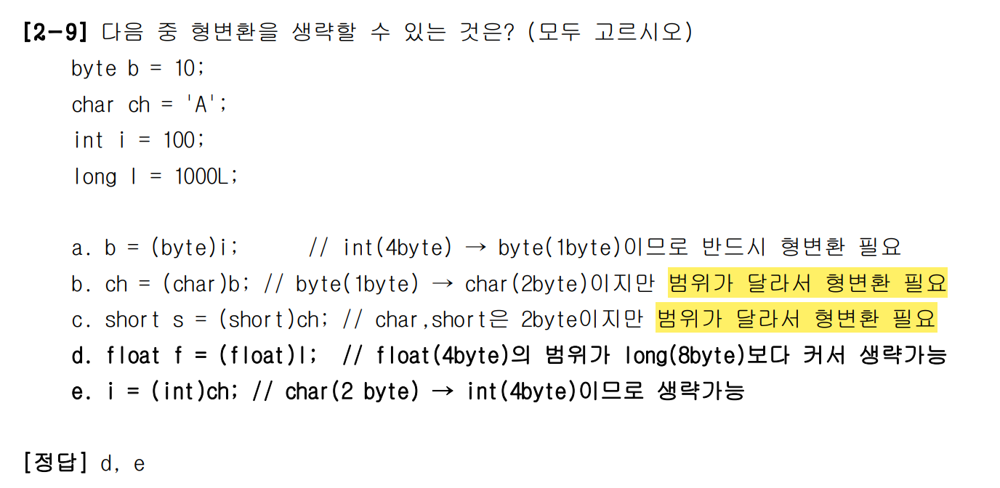 [2-9] 다음 중 형변환을 생략할 수 있는 것은? (모두 고르시오)
byte b = 10;
char ch = 'A';
int i = 100;
long l = 1000L;
a. b = (byte)i; // int(4byte) → byte(1byte)이므로 반드시 형변환 필요
b. ch = (char)b; // byte(1byte) → char(2byte)이지만 범위가 달라서 형변환 필요
c. short s = (short)ch; // char,short은 2byte이지만 범위가 달라서 형변환 필요
d. float f = (float)l; // float(4byte)의 범위가 long(8byte)보다 커서 생략가능
e. i = (int)ch; // char(2 byte) → int(4byte)이므로 생략가능
[정답] d, e